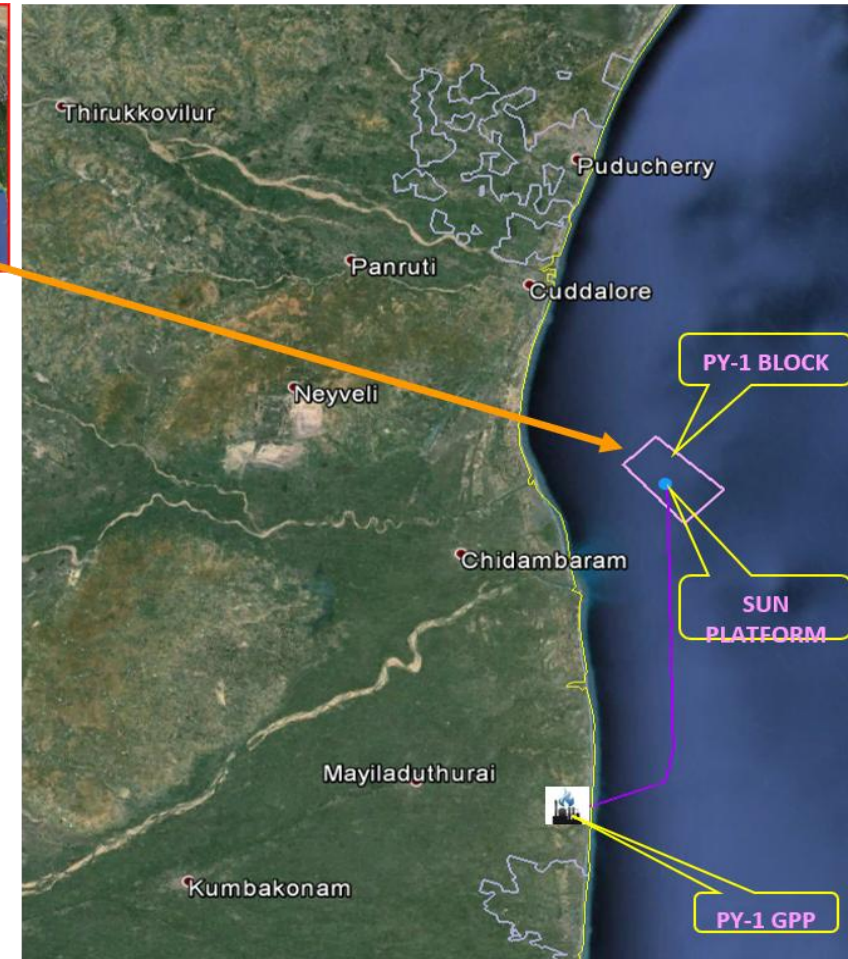 Thirukkovilur
Puducherry
Panruti
Cuddalore
PY-1 BLOCK
Neyveli
Chidambaram
SUN
PLATFORM
Mayiladuthurai
Kumbakonam
PY-1 GPP